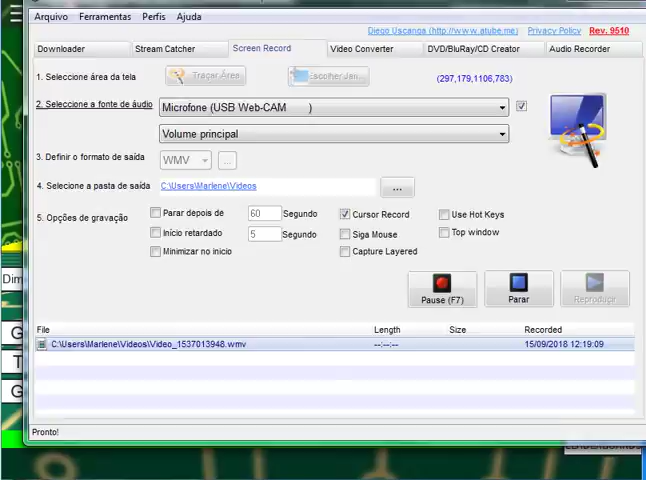 Arquivo Ferramentas Perfis Ajuda
Diego Uscanga (http://www.atube.me) Privacy Policy Rev. 9510
Downloader Stream Catcher Screen Record Video Converter DVD/BluRay/CD Creator Audio Recorder
1. Seleccione área da tela Traçar Área Escolher Jan... (297,179,1106,783)
2. Seleccione a fonte de áudio Microfone (USB Web-CAM )
Volume principal
3. Definir o formato de saída WMV ...
4. Selecione a pasta de saída C:\Users\Marlene\Videos ...
5. Opções de gravação Parar depois de 60 Segundo Cursor Record Use Hot Keys
Início retardado 5 Segundo Siga Mouse Top window
Minimizar no inicio Capture Layered
Pause (F7) Parar Reproducir
File Length Size Recorded
C:\Users\Marlene\Videos\Video_1537013948.wmv --:--:-- 15/09/2018 12:19:09
Pronto!